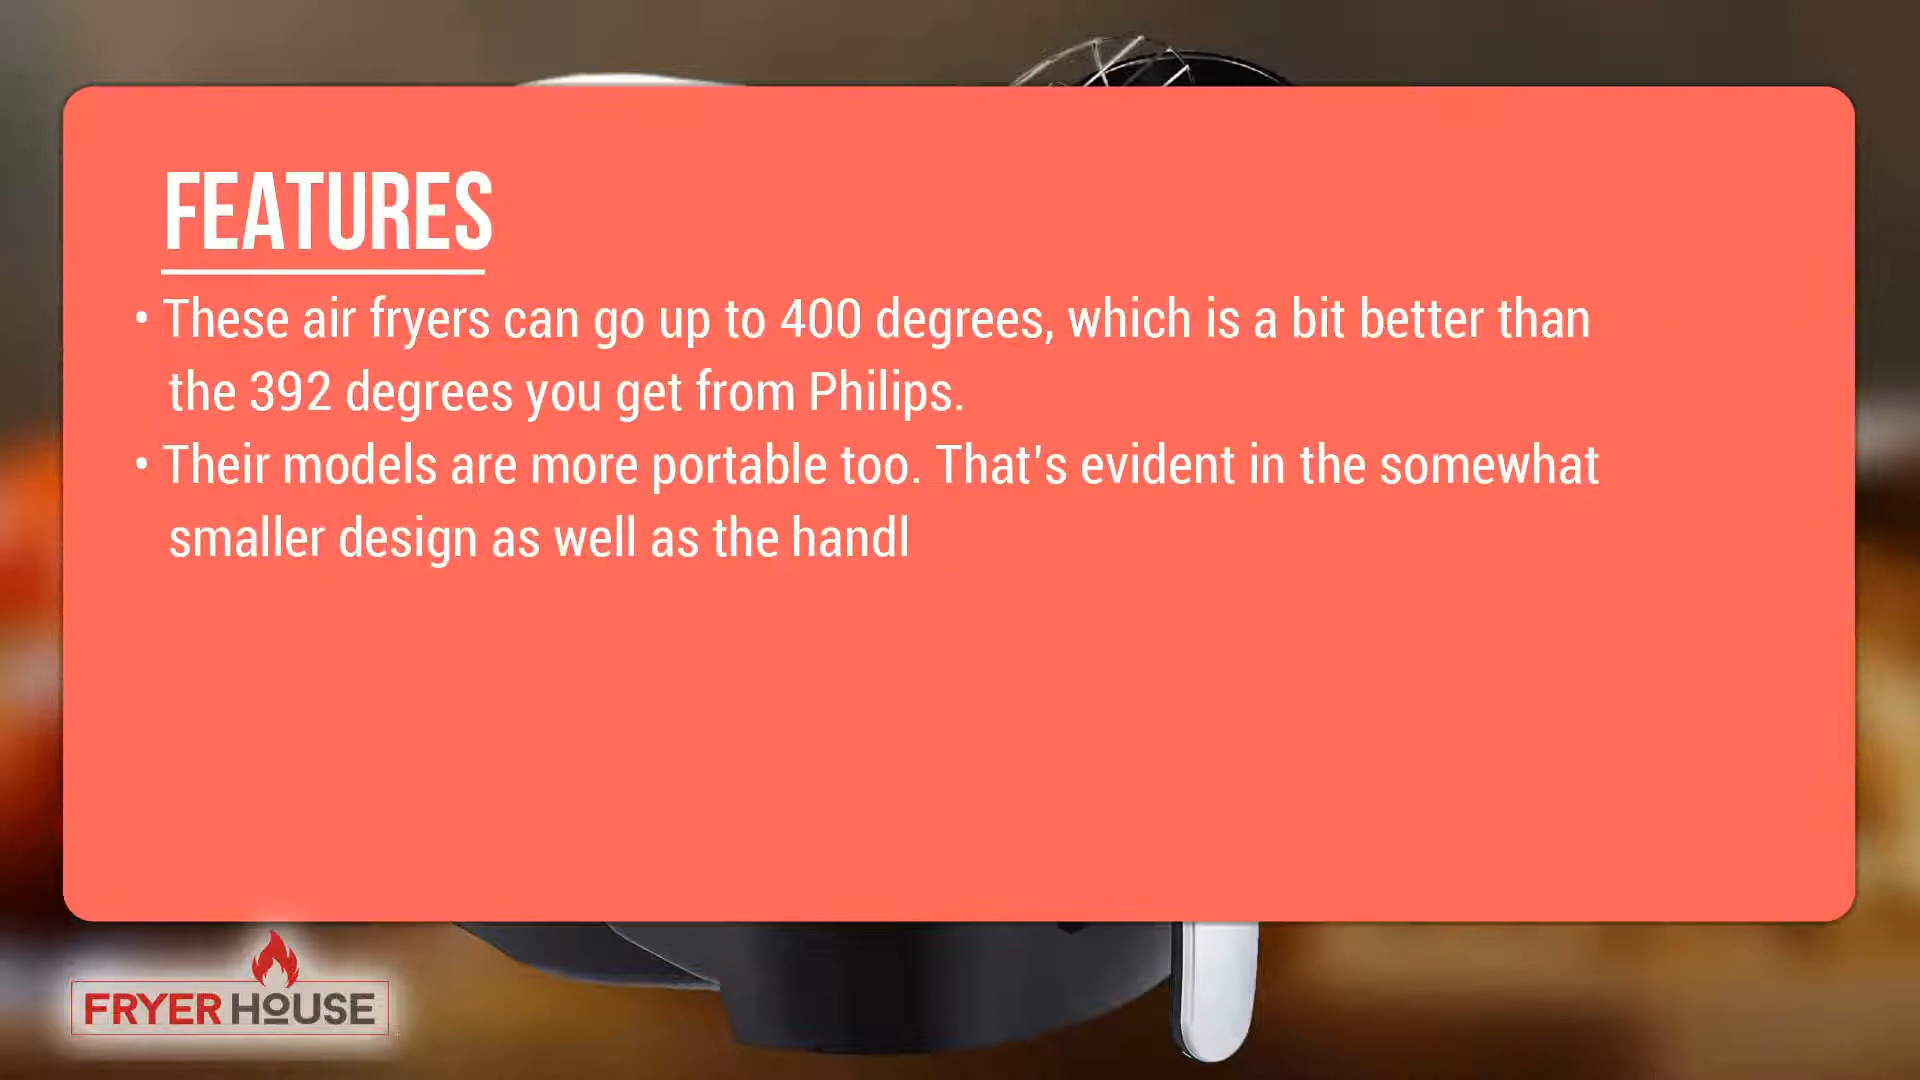 FEATURES
• These air fryers can go up to 400 degrees, which is a bit better than
the 392 degrees you get from Philips.
• Their models are more portable too. That's evident in the somewhat
smaller design as well as the handl
FRYER HOUSE